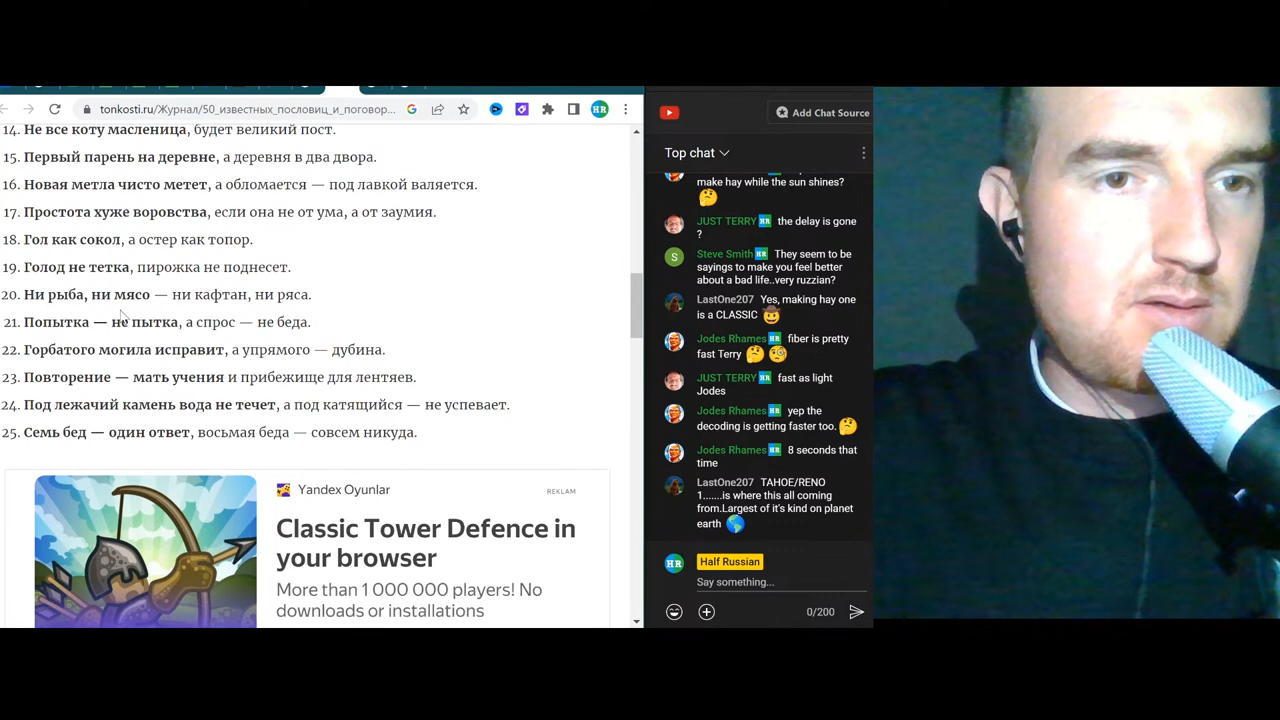 tonkosti.ru/Журнал/50_известных_пословиц_и_поговор...
14. Не все коту масленица, будет великий пост.
15. Первый парень на деревне, а деревня в два двора.
16. Новая метла чисто метет, а обломается — под лавкой валяется.
17. Простота хуже воровства, если она не от ума, а от заумия.
18. Гол как сокол, а остер как топор.
19. Голод не тетка, пирожка не поднесет.
20. Ни рыба, ни мясо — ни кафтан, ни ряса.
21. Попытка — не пытка, а спрос — не беда.
22. Горбатого могила исправит, а упрямого — дубина.
23. Повторение — мать учения и прибежище для лентяев.
24. Под лежачий камень вода не течет, а под катящийся — не успевает.
25. Семь бед — один ответ, восьмая беда — совсем никуда.
Yandex Oyunlar
REKLAM
Classic Tower Defence in
your browser
More than 1 000 000 players! No
downloads or installations
HR
Add Chat Source
Top chat
make hay while the sun shines?
JUST TERRY HR the delay is gone
?
S
Steve Smith HR They seem to be
sayings to make you feel better
about a bad life..very ruzzian?
LastOne207 Yes, making hay one
is a CLASSIC
Jodes Rhames HR fiber is pretty
fast Terry
JUST TERRY HR fast as light
Jodes
Jodes Rhames HR yep the
decoding is getting faster too.
Jodes Rhames HR 8 seconds that
time
LastOne207 TAHOE/RENO
1.......is where this all coming
from.Largest of it's kind on planet
earth
HR
Half Russian
Say something...
0/200